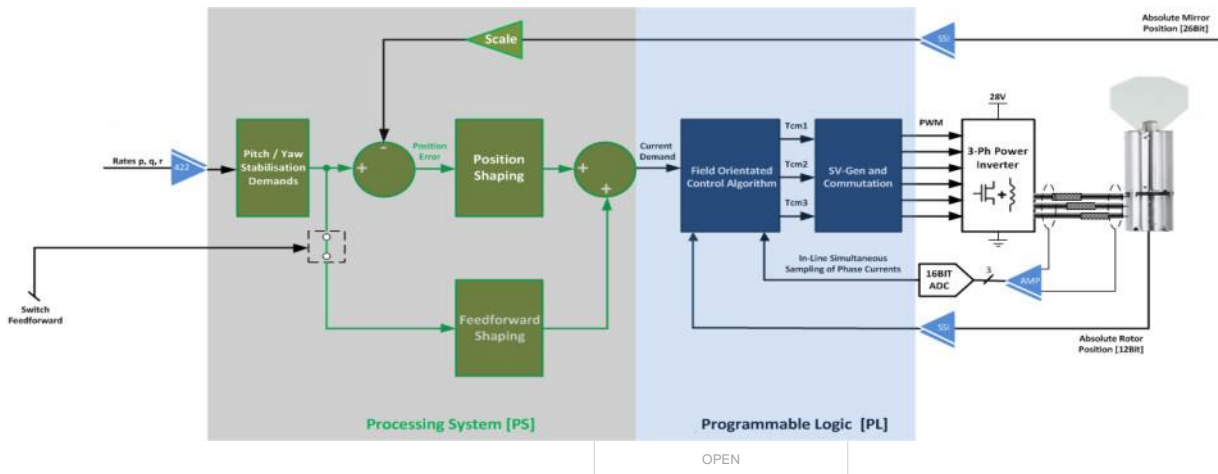 Absolute Mirror
Position [26Bit]
Scale
SSi
28V
Rates p, q, r
422
Pitch / Yaw
Stabilisation
Demands
+
-
Position
Error
Position
Shaping
+
+
Current
Demand
Field Orientated
Control Algorithm
Tcm1
Tcm2
Tcm3
SV-Gen and
Commutation
PWM
3-Ph Power
Inverter
+
In-Line Simultaneous
Sampling of Phase Currents
16BIT
ADC
3
AMP
Switch
Feedforward
Feedforward
Shaping
SSi
Absolute Rotor
Position [12Bit]
Processing System [PS]
Programmable Logic [PL]
OPEN